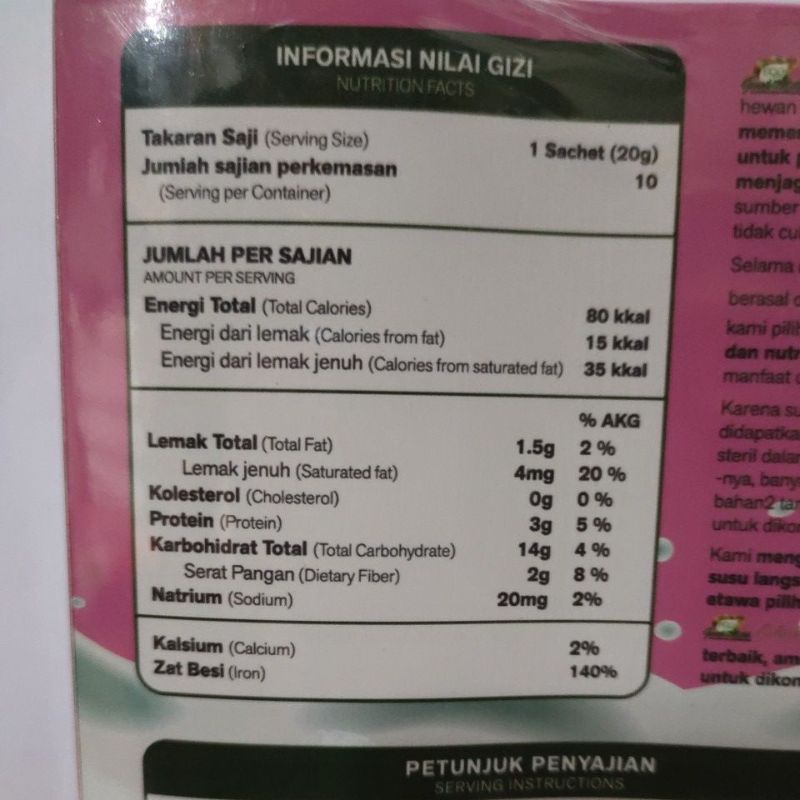 INFORMASI NILAI GIZI
NUTRITION FACTS
Takaran Saji (Serving Size) 1 Sachet (20g)
Jumlah sajian perkemasan 10
(Serving per Container)
JUMLAH PER SAJIAN
AMOUNT PER SERVING
Energi Total (Total Calories) 80 kkal
Energi dari lemak (Calories from fat) 15 kkal
Energi dari lemak jenuh (Calories from saturated fat) 35 kkal
% AKG
Lemak Total (Total Fat) 1.5g 2 %
Lemak jenuh (Saturated fat) 4mg 20 %
Kolesterol (Cholesterol) 0g 0 %
Protein (Protein) 3g 5 %
Karbohidrat Total (Total Carbohydrate) 14g 4 %
Serat Pangan (Dietary Fiber) 2g 8 %
Natrium (Sodium) 20mg 2%
Kalsium (Calcium) 2%
Zat Besi (Iron) 140%
PETUNJUK PENYAJIAN
SERVING INSTRUCTIONS
hewan
untuk
sumber
tidak
Selama
berasal
kami
dan
manfaat
Karena
steril
-nya,
untuk
Kami
susu
etawa
terbaik,
untuk